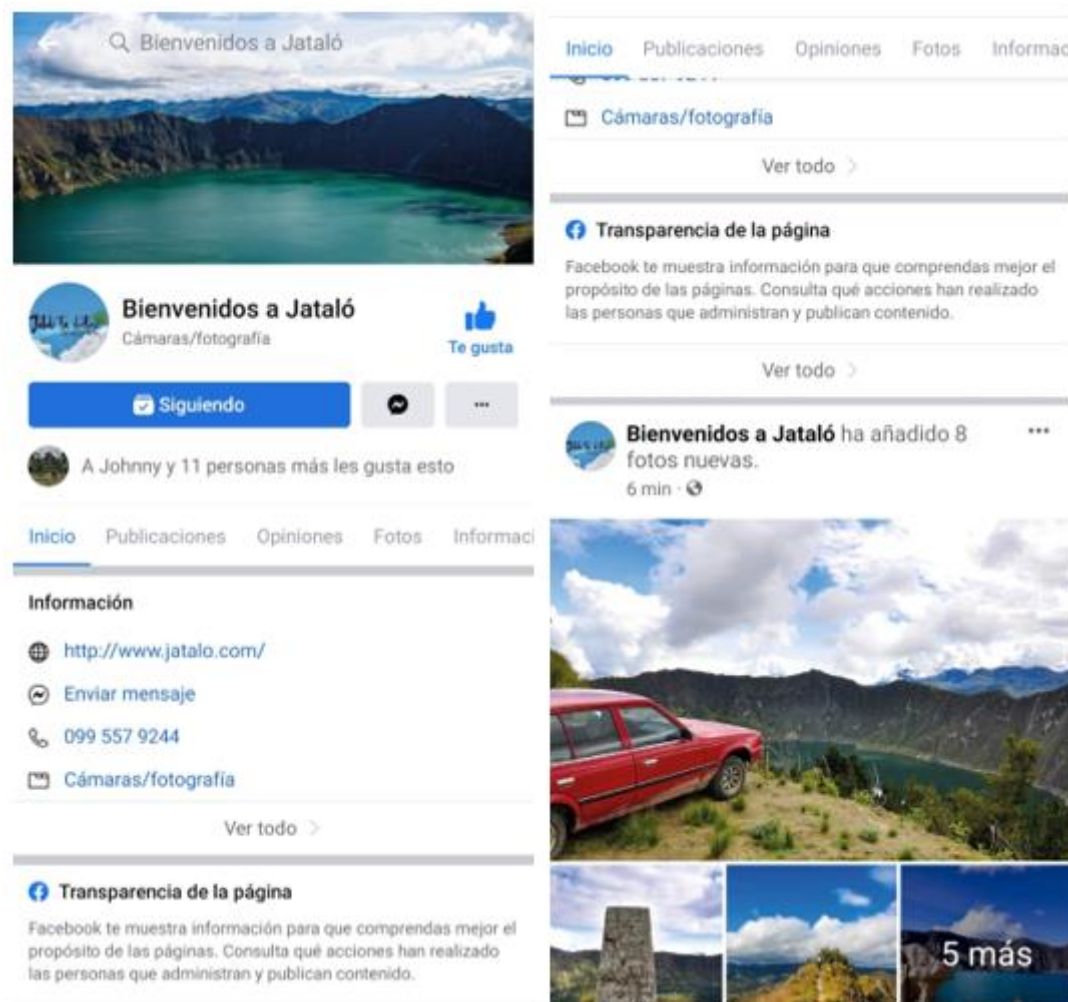 Bienvenidos a Jataló
Bienvenidos a Jataló
Cámaras/fotografía
Te gusta
Siguiendo
A Johnny y 11 personas más les gusta esto
Inicio Publicaciones Opiniones Fotos Informaci
Información
http://www.jatalo.com/
Enviar mensaje
099 557 9244
Cámaras/fotografía
Ver todo
Transparencia de la página
Facebook te muestra información para que comprendas mejor el
propósito de las páginas. Consulta qué acciones han realizado
las personas que administran y publican contenido.
Inicio Publicaciones Opiniones Fotos Informac
Cámaras/fotografía
Ver todo
Transparencia de la página
Facebook te muestra información para que comprendas mejor el
propósito de las páginas. Consulta qué acciones han realizado
las personas que administran y publican contenido.
Ver todo
Bienvenidos a Jataló ha añadido 8
fotos nuevas.
6 min ·
5 más